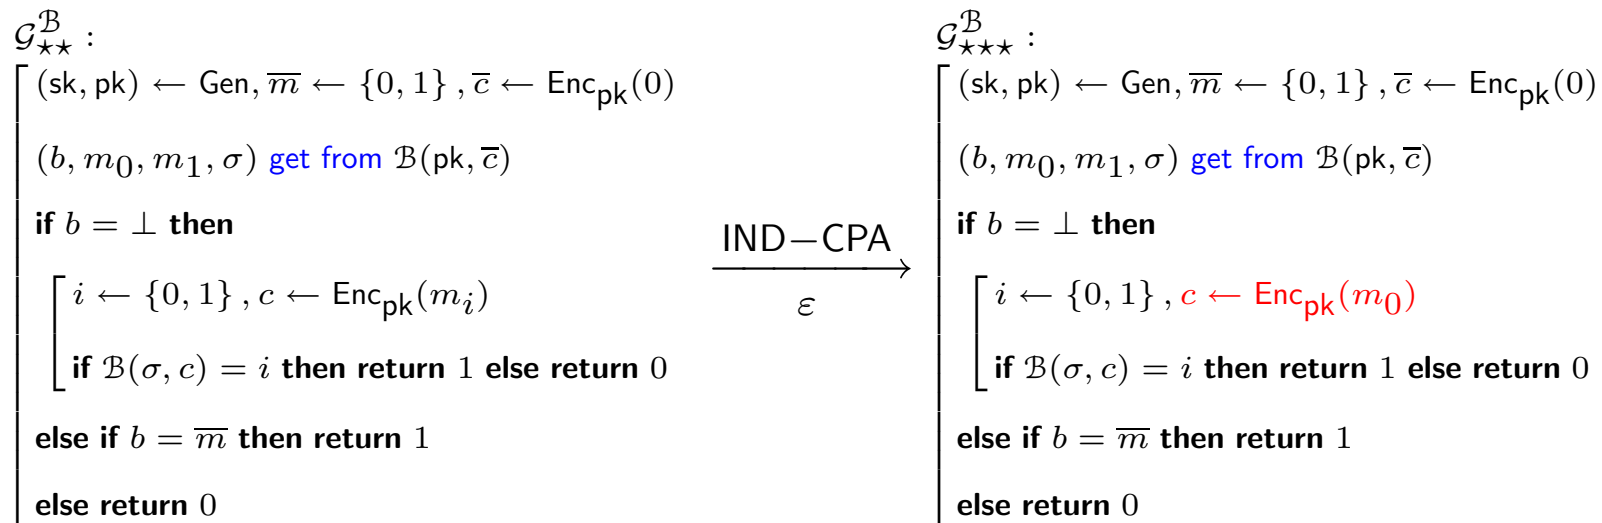 𝒢^ℬ_⋆⋆ :
(sk, pk) ← Gen, m̅ ← {0, 1} , c̅ ← Enc_pk(0)
(b, m_0, m_1, σ) get from ℬ(pk, c̅)
if b = ⊥ then
i ← {0, 1} , c ← Enc_pk(m_i)
if ℬ(σ, c) = i then return 1 else return 0
else if b = m̅ then return 1
else return 0
IND−CPA
ε
𝒢^ℬ_⋆⋆⋆ :
(sk, pk) ← Gen, m̅ ← {0, 1} , c̅ ← Enc_pk(0)
(b, m_0, m_1, σ) get from ℬ(pk, c̅)
if b = ⊥ then
i ← {0, 1} , c ← Enc_pk(m_0)
if ℬ(σ, c) = i then return 1 else return 0
else if b = m̅ then return 1
else return 0